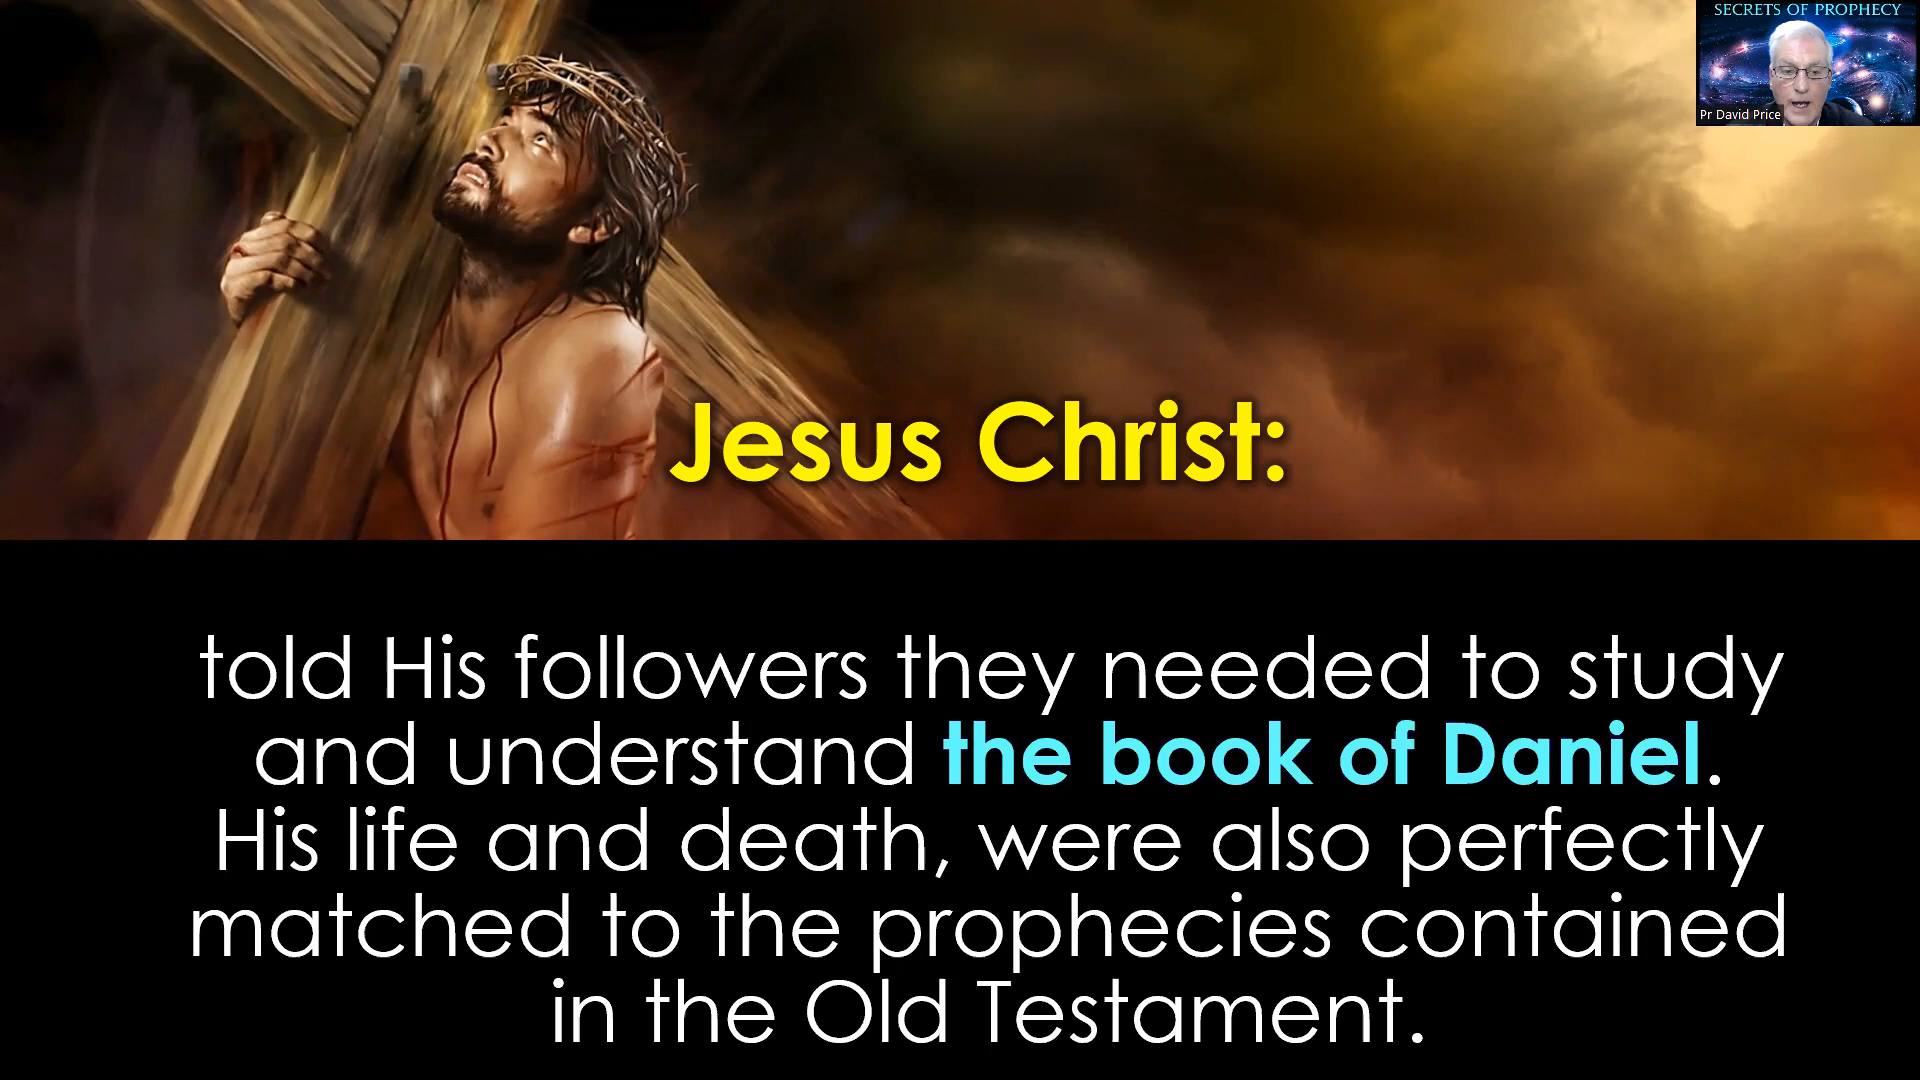 SECRETS OF PROPHECY
Pr David Price
Jesus Christ:
told His followers they needed to study
and understand the book of Daniel.
His life and death, were also perfectly
matched to the prophecies contained
in the Old Testament.